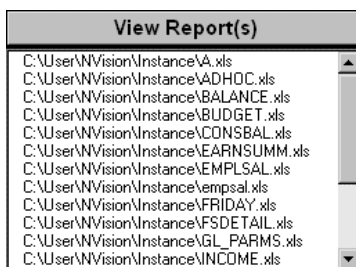 View Report(s)
C:\User\NVision\Instance\A.xls
C:\User\NVision\Instance\ADHOC.xls
C:\User\NVision\Instance\BALANCE.xls
C:\User\NVision\Instance\BUDGET.xls
C:\User\NVision\Instance\CONSBAL.xls
C:\User\NVision\Instance\EARNSUMM.xls
C:\User\NVision\Instance\EMPLSAL.xls
C:\User\NVision\Instance\empsal.xls
C:\User\NVision\Instance\FRIDAY.xls
C:\User\NVision\Instance\FSDETAIL.xls
C:\User\NVision\Instance\GL_PARMS.xls
C:\User\NVision\Instance\INCOME.xls